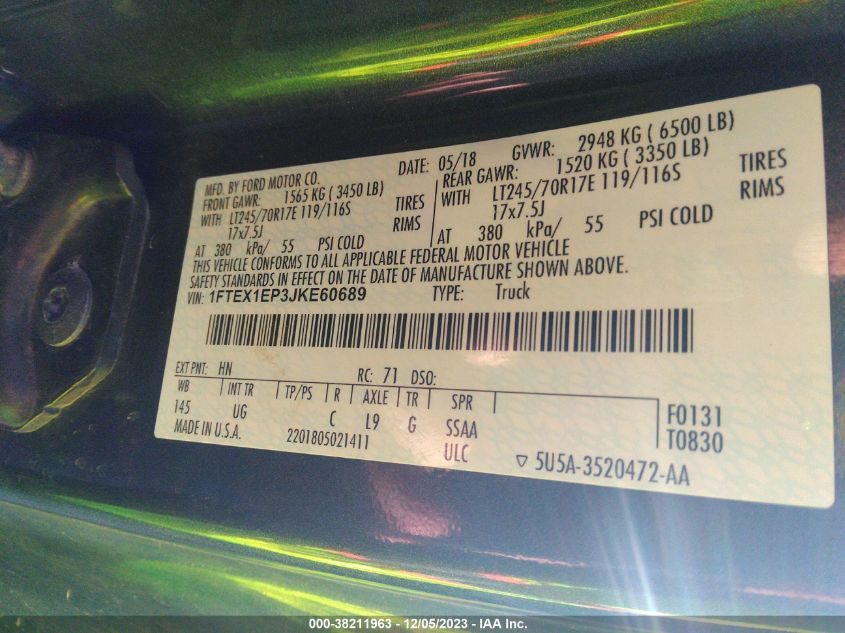 MFD. BY FORD MOTOR CO. DATE: 05/18 GVWR: 2948 KG ( 6500 LB)
FRONT GAWR: 1565 KG ( 3450 LB) REAR GAWR: 1520 KG ( 3350 LB)
WITH LT245/70R17E 119/116S TIRES WITH LT245/70R17E 119/116S TIRES
17x7.5J RIMS 17x7.5J RIMS
AT 380 kPa/ 55 PSI COLD AT 380 kPa/ 55 PSI COLD
THIS VEHICLE CONFORMS TO ALL APPLICABLE FEDERAL MOTOR VEHICLE
SAFETY STANDARDS IN EFFECT ON THE DATE OF MANUFACTURE SHOWN ABOVE.
VIN: 1FTEX1EP3JKE60689 TYPE: Truck
EXT PNT: HN RC: 71 DSO:
WB INT TR TP/PS R AXLE TR SPR
145 UG C L9 G SSAA F0131
MADE IN U.S.A. 2201805021411 ULC T0830
▽ 5U5A-3520472-AA
000-38211963 - 12/05/2023 - IAA Inc.